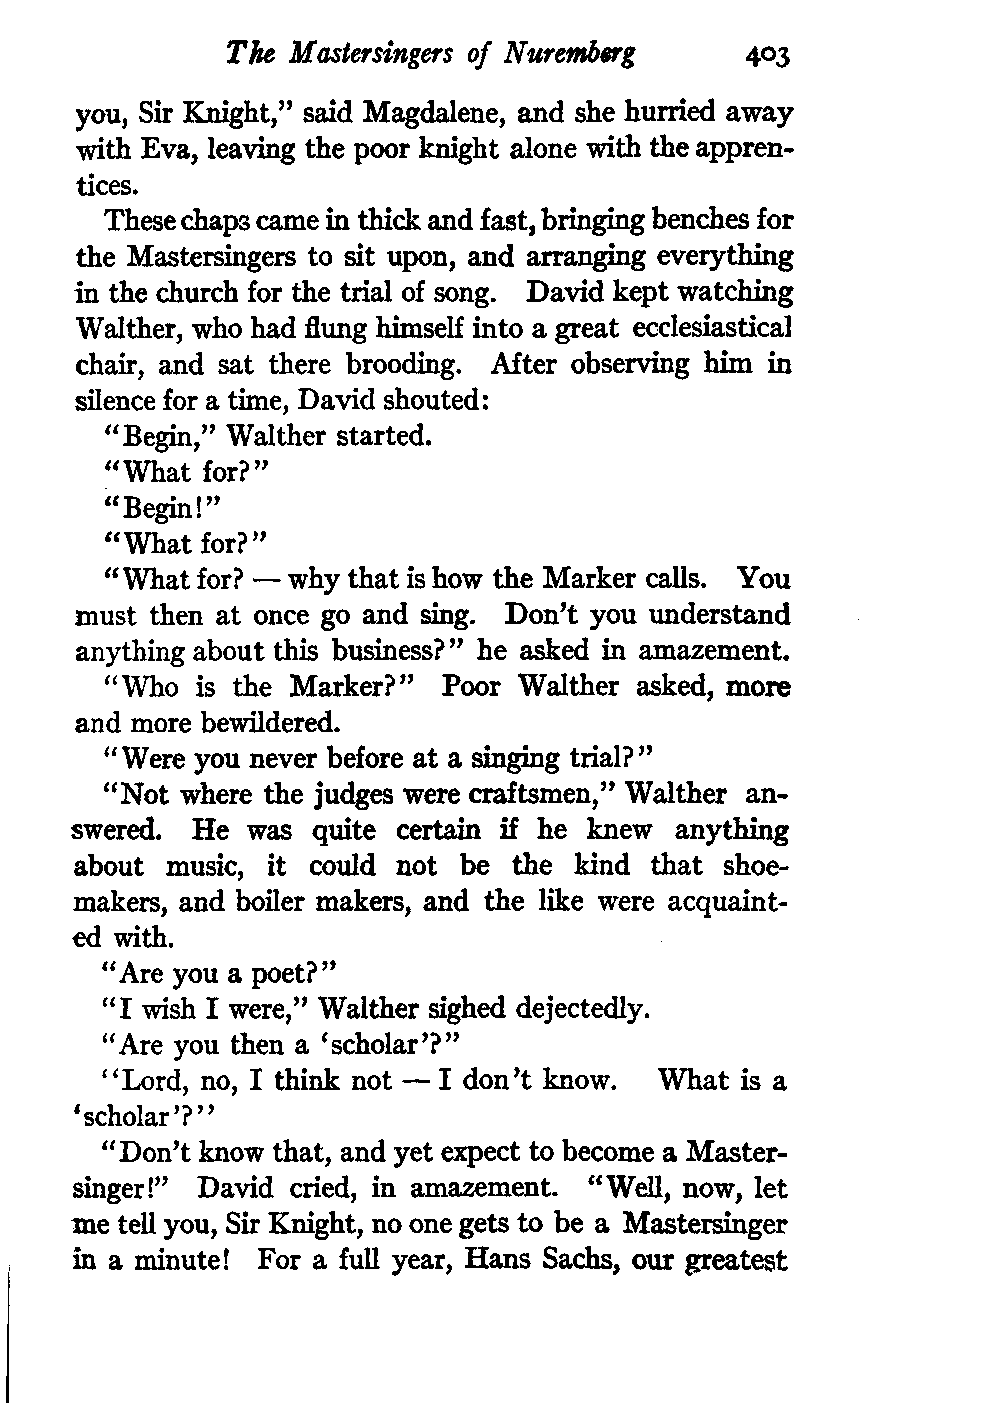 The Mastersingers of Nuremberg 403
you, Sir Knight,” said Magdalene, and she hurried away
with Eva, leaving the poor knight alone with the appren-
tices.
These chaps came in thick and fast, bringing benches for
the Mastersingers to sit upon, and arranging everything
in the church for the trial of song. David kept watching
Walther, who had flung himself into a great ecclesiastical
chair, and sat there brooding. After observing him in
silence for a time, David shouted:
“Begin,” Walther started.
“What for?”
“Begin!”
“What for?”
“What for? — why that is how the Marker calls. You
must then at once go and sing. Don’t you understand
anything about this business?” he asked in amazement.
“Who is the Marker?” Poor Walther asked, more
and more bewildered.
“Were you never before at a singing trial?”
“Not where the judges were craftsmen,” Walther an-
swered. He was quite certain if he knew anything
about music, it could not be the kind that shoe-
makers, and boiler makers, and the like were acquaint-
ed with.
“Are you a poet?”
“I wish I were,” Walther sighed dejectedly.
“Are you then a ‘scholar’?”
“Lord, no, I think not — I don’t know. What is a
‘scholar’?”
“Don’t know that, and yet expect to become a Master-
singer!” David cried, in amazement. “Well, now, let
me tell you, Sir Knight, no one gets to be a Mastersinger
in a minute! For a full year, Hans Sachs, our greatest